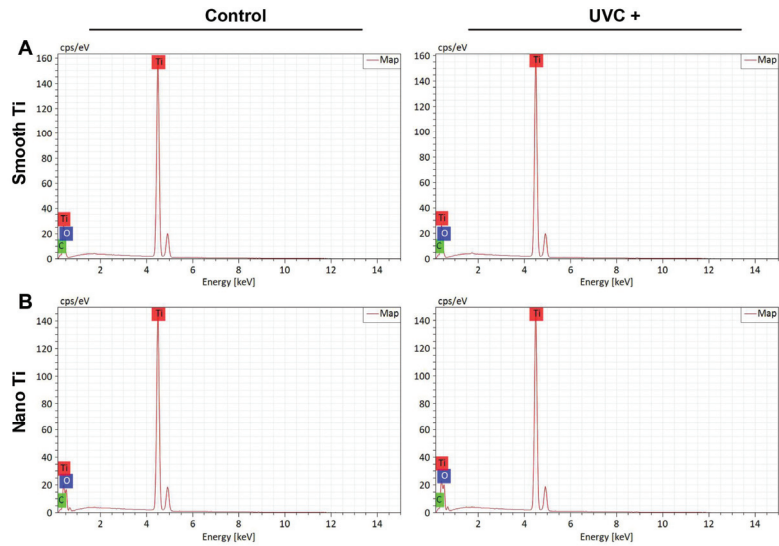 Control UVC +
A
Smooth Ti
cps/eV
Map
160
140
120
100
80
60
40
20
0
Ti
Ti
O
C
2 4 6 8 10 12 14
Energy [keV]
cps/eV
Map
160
140
120
100
80
60
40
20
0
Ti
Ti
O
C
2 4 6 8 10 12 14
Energy [keV]
B
Nano Ti
cps/eV
Map
140
120
100
80
60
40
20
0
Ti
Ti
O
C
2 4 6 8 10 12 14
Energy [keV]
cps/eV
Map
140
120
100
80
60
40
20
0
Ti
Ti
O
C
2 4 6 8 10 12 14
Energy [keV]